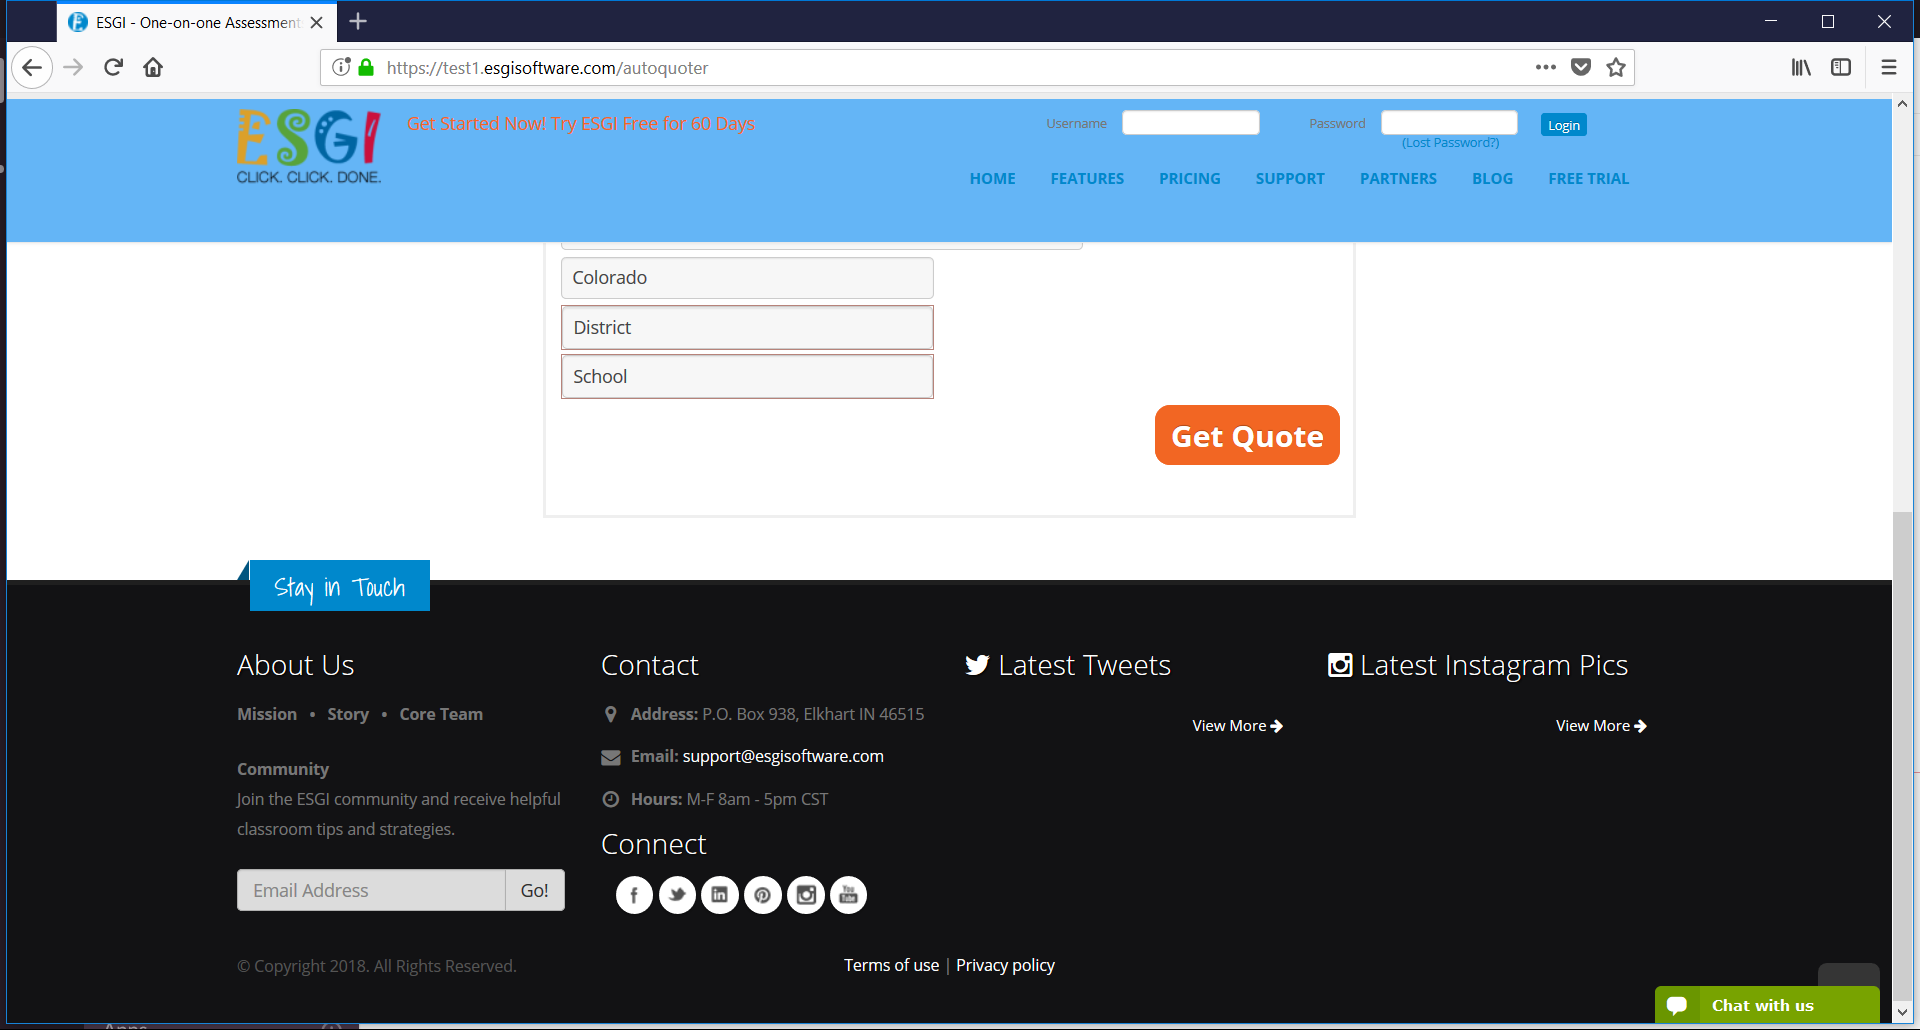 ESGI - One-on-one Assessment
https://test1.esgisoftware.com/autoquoter
ESGI
CLICK. CLICK. DONE.
Get Started Now! Try ESGI Free for 60 Days
Username
Password
Login
(Lost Password?)
HOME FEATURES PRICING SUPPORT PARTNERS BLOG FREE TRIAL
Colorado
District
School
Get Quote
Stay in Touch
About Us
Mission • Story • Core Team
Community
Join the ESGI community and receive helpful
classroom tips and strategies.
Email Address Go!
Contact
Address: P.O. Box 938, Elkhart IN 46515
Email: support@esgisoftware.com
Hours: M-F 8am - 5pm CST
Connect
You
Tube
Latest Tweets
View More
Latest Instagram Pics
View More
© Copyright 2018. All Rights Reserved.
Terms of use | Privacy policy
Chat with us